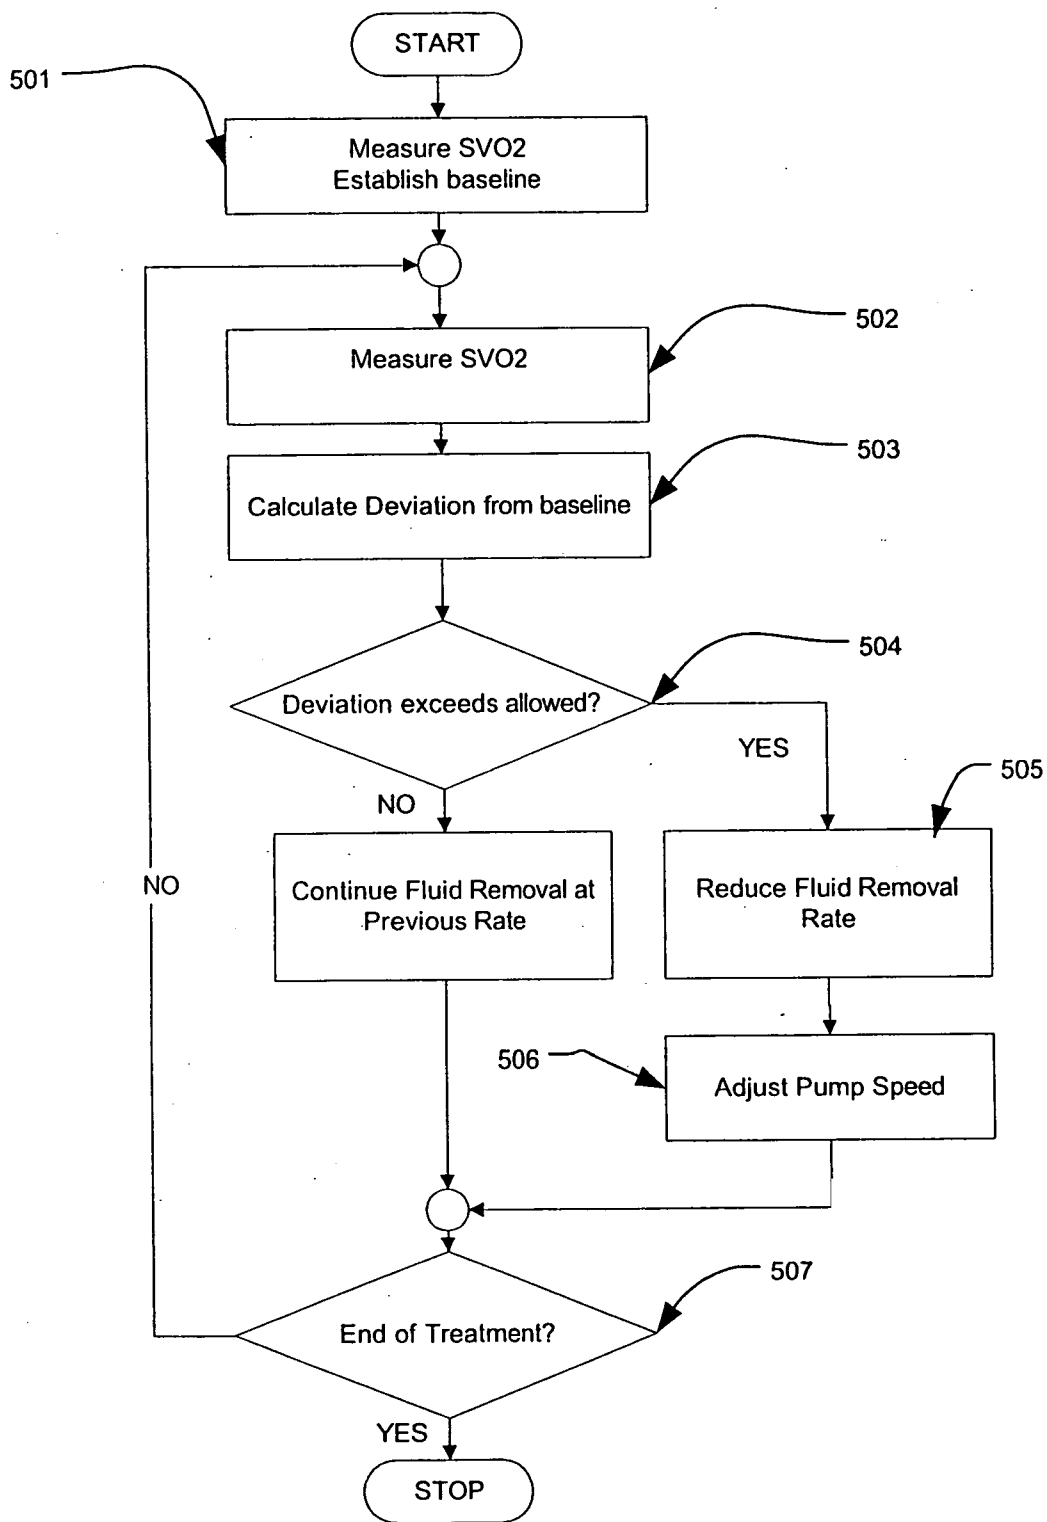 START
501
Measure SVO2
Establish baseline
502
Measure SVO2
503
Calculate Deviation from baseline
504
Deviation exceeds allowed?
YES
505
NO
Continue Fluid Removal at
Previous Rate
Reduce Fluid Removal
Rate
NO
506
Adjust Pump Speed
507
End of Treatment?
YES
STOP